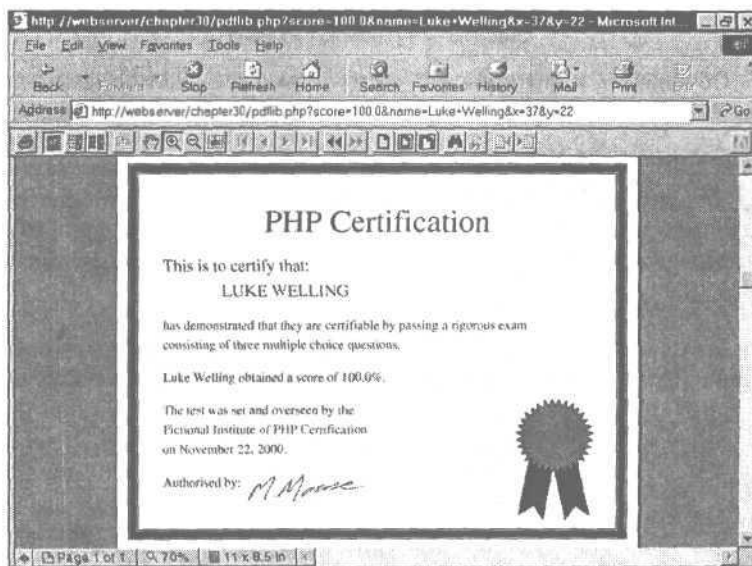 http://webserver/chapter30/pdflib.php?score=100.0&name=Luke+Welling&x=37&y=22 - Microsoft Int...
File Edit View Favorites Tools Help
Back Forward Stop Refresh Home Search Favorites History Mail Print Edit
Address http://webserver/chapter30/pdflib.php?score=100.0&name=Luke+Welling&x=37&y=22 Go
PHP Certification
This is to certify that:
LUKE WELLING
has demonstrated that they are certifiable by passing a rigorous exam
consisting of three multiple choice questions.
Luke Welling obtained a score of 100.0%.
The test was set and overseen by the
Fictional Institute of PHP Certification
on November 22, 2000.
Authorised by: M Mouse
Page 1 of 1 70% 11 x 8.5 in